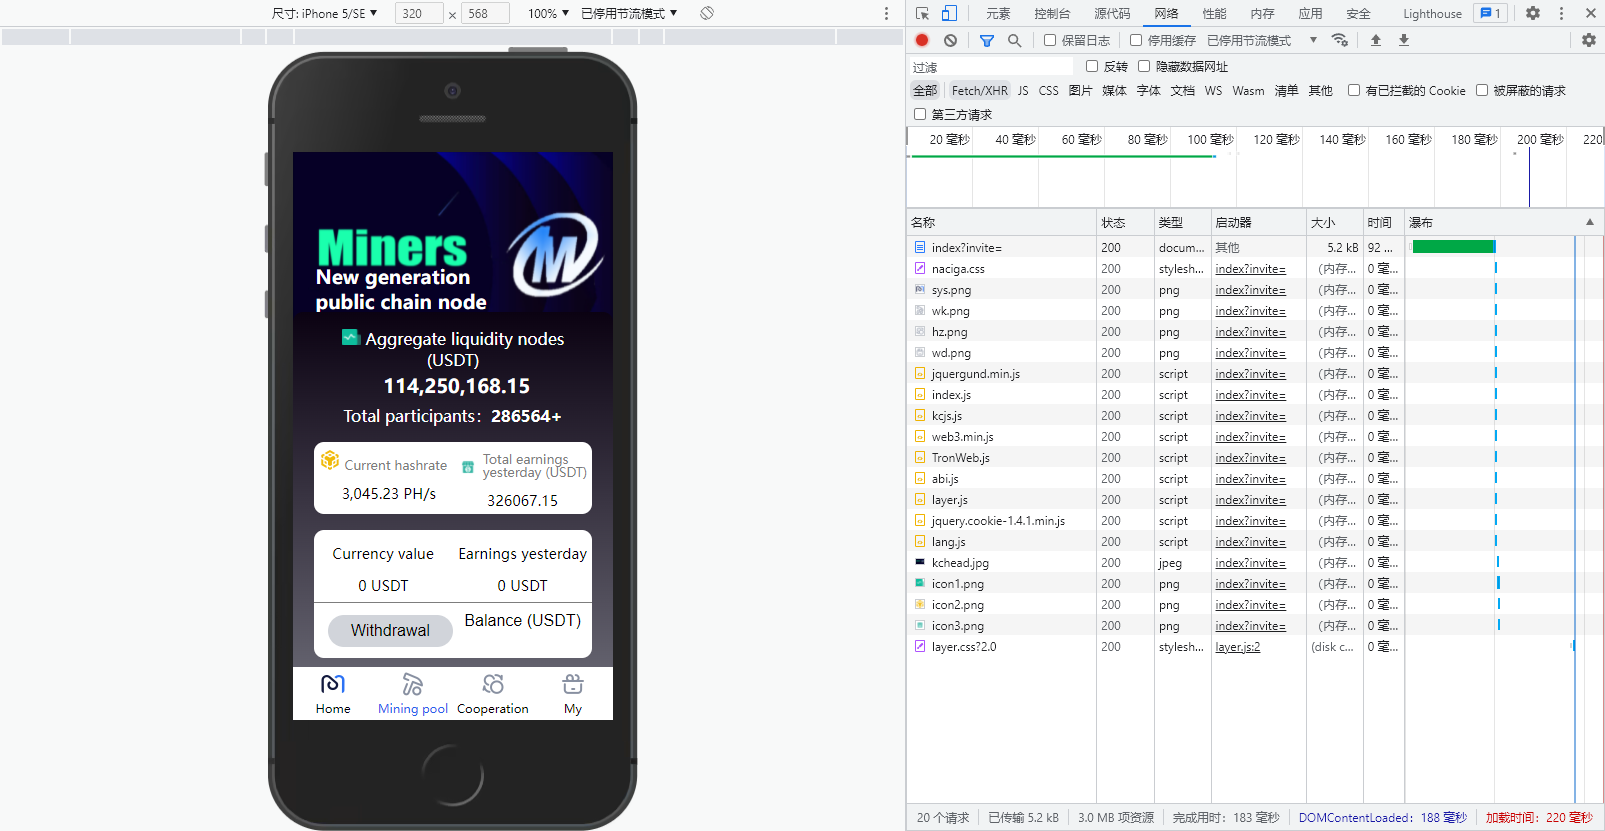 尺寸: iPhone 5/SE ▼ 320 × 568 100% ▼ 已停用节流模式 ▼
元素 控制台 源代码 网络 性能 内存 应用 安全 Lighthouse 1
保留日志 停用缓存 已停用节流模式 ▼
过滤 反转 隐藏数据网址
全部 Fetch/XHR JS CSS 图片 媒体 字体 文档 WS Wasm 清单 其他 有已拦截的 Cookie 被屏蔽的请求
第三方请求
20 毫秒 40 毫秒 60 毫秒 80 毫秒 100 毫秒 120 毫秒 140 毫秒 160 毫秒 180 毫秒 200 毫秒 220
名称 状态 类型 启动器 大小 时间 瀑布
index?invite= 200 docum... 其他 5.2 kB 92 ...
naciga.css 200 stylesh... index?invite= (内存... 0 毫...
sys.png 200 png index?invite= (内存... 0 毫...
wk.png 200 png index?invite= (内存... 0 毫...
hz.png 200 png index?invite= (内存... 0 毫...
wd.png 200 png index?invite= (内存... 0 毫...
jquergund.min.js 200 script index?invite= (内存... 0 毫...
index.js 200 script index?invite= (内存... 0 毫...
kcjs.js 200 script index?invite= (内存... 0 毫...
web3.min.js 200 script index?invite= (内存... 0 毫...
TronWeb.js 200 script index?invite= (内存... 0 毫...
abi.js 200 script index?invite= (内存... 0 毫...
layer.js 200 script index?invite= (内存... 0 毫...
jquery.cookie-1.4.1.min.js 200 script index?invite= (内存... 0 毫...
lang.js 200 script index?invite= (内存... 0 毫...
kchead.jpg 200 jpeg index?invite= (内存... 0 毫...
icon1.png 200 png index?invite= (内存... 0 毫...
icon2.png 200 png index?invite= (内存... 0 毫...
icon3.png 200 png index?invite= (内存... 0 毫...
layer.css?2.0 200 stylesh... layer.js:2 (disk c... 0 毫...
20 个请求 已传输 5.2 kB 3.0 MB 项资源 完成用时: 183 毫秒 DOMContentLoaded: 188 毫秒 加载时间: 220 毫秒
Miners
New generation
public chain node
Aggregate liquidity nodes
(USDT)
114,250,168.15
Total participants：286564+
Current hashrate
3,045.23 PH/s
Total earnings
yesterday (USDT)
326067.15
Currency value Earnings yesterday
0 USDT 0 USDT
Withdrawal Balance (USDT)
Home Mining pool Cooperation My